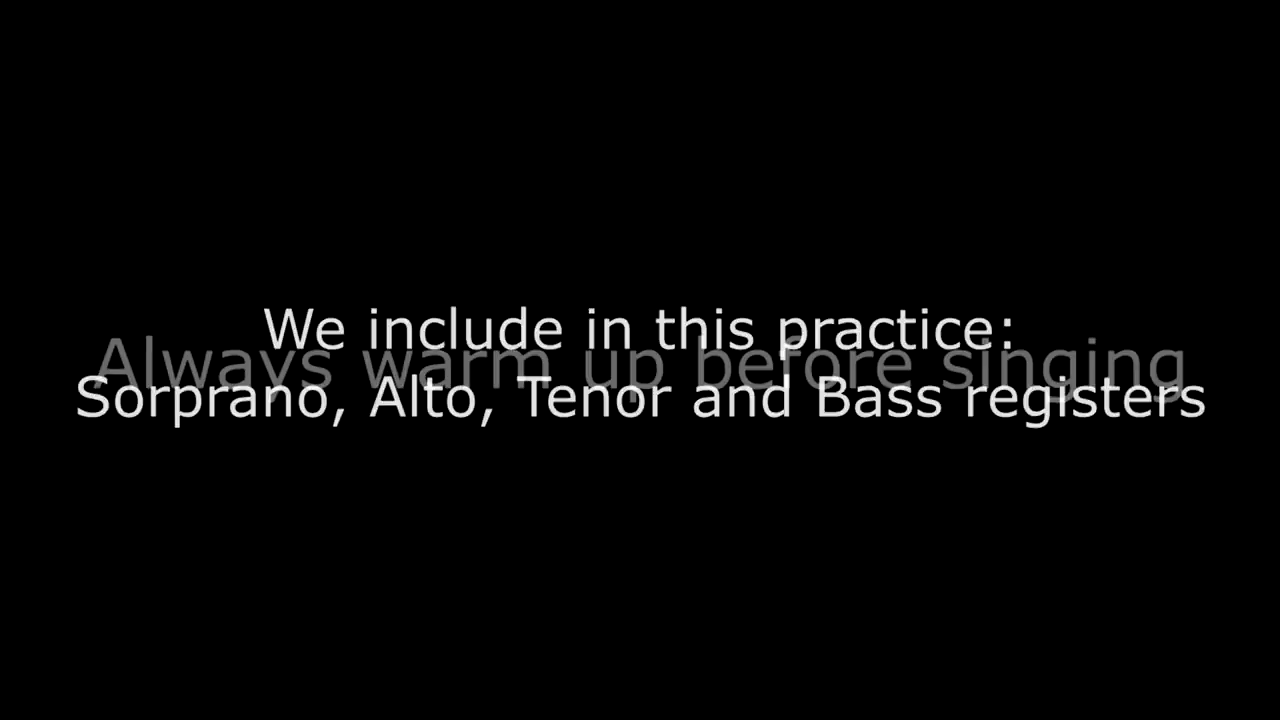 We include in this practice:
Always warm up before singing
Sorprano, Alto, Tenor and Bass registers